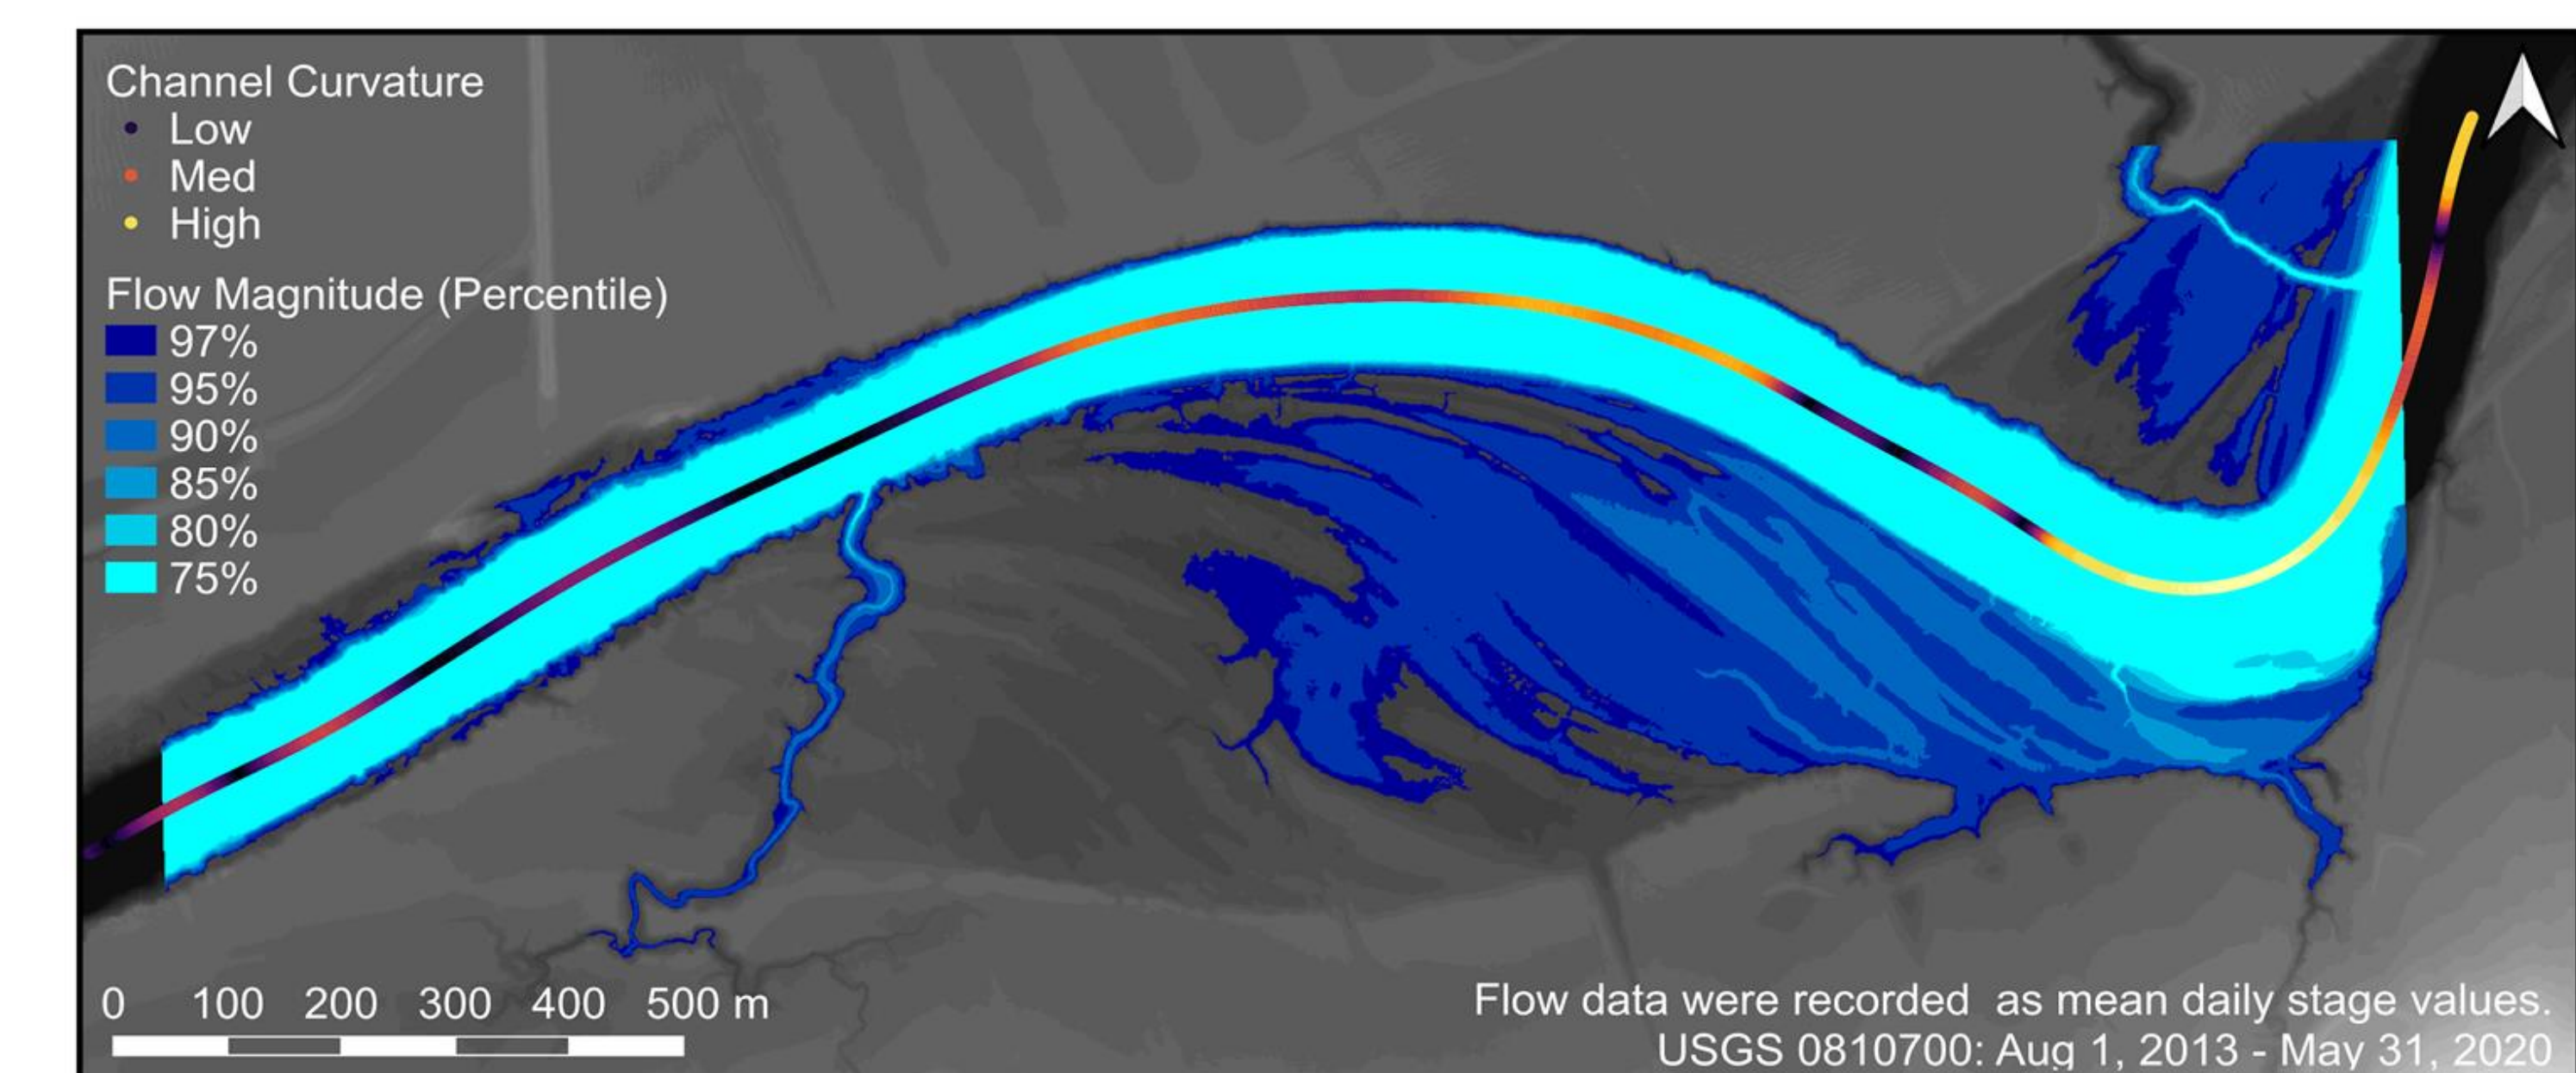 Channel Curvature
Low
Med
High
Flow Magnitude (Percentile)
97%
95%
90%
85%
80%
75%
0 100 200 300 400 500 m
Flow data were recorded as mean daily stage values.
USGS 0810700: Aug 1, 2013 - May 31, 2020